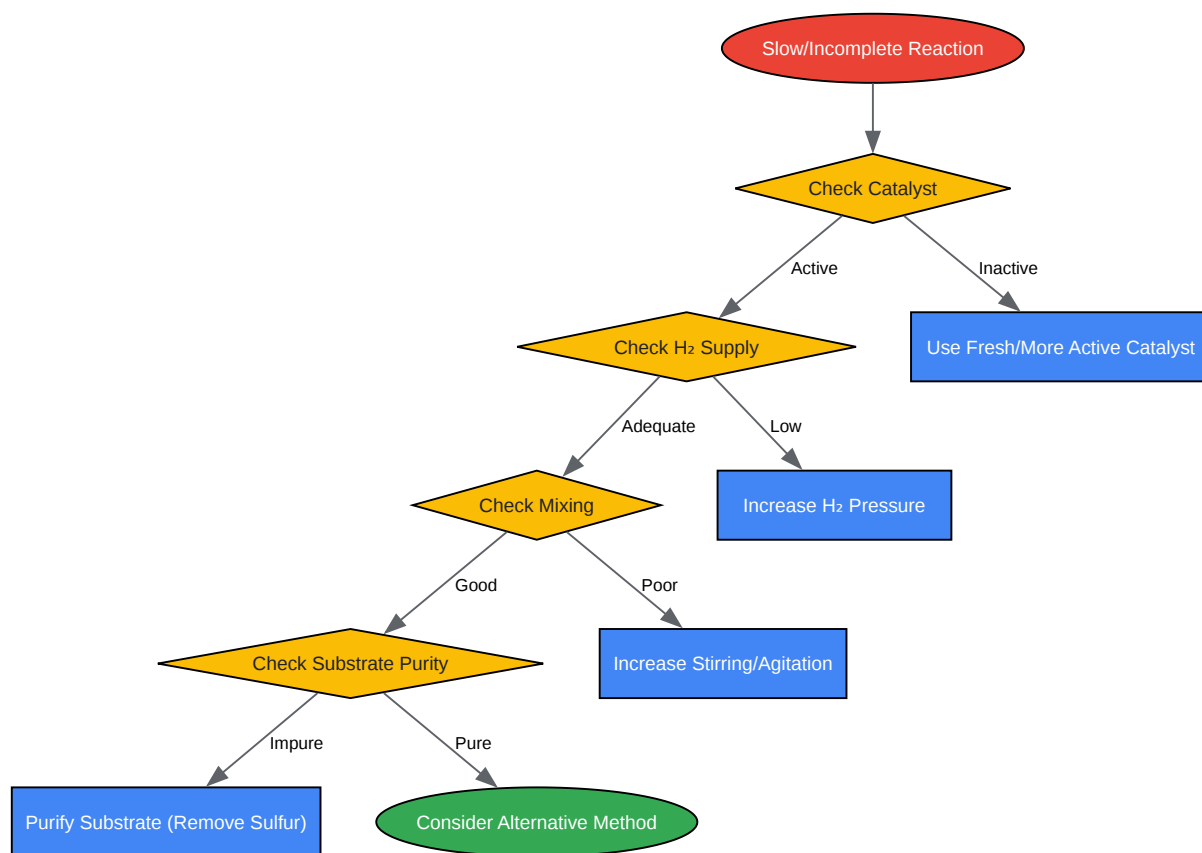 Slow/Incomplete Reaction
Check Catalyst
Active
Inactive
Check H₂ Supply
Use Fresh/More Active Catalyst
Adequate
Low
Check Mixing
Increase H₂ Pressure
Good
Poor
Check Substrate Purity
Increase Stirring/Agitation
Impure
Pure
Purify Substrate (Remove Sulfur)
Consider Alternative Method